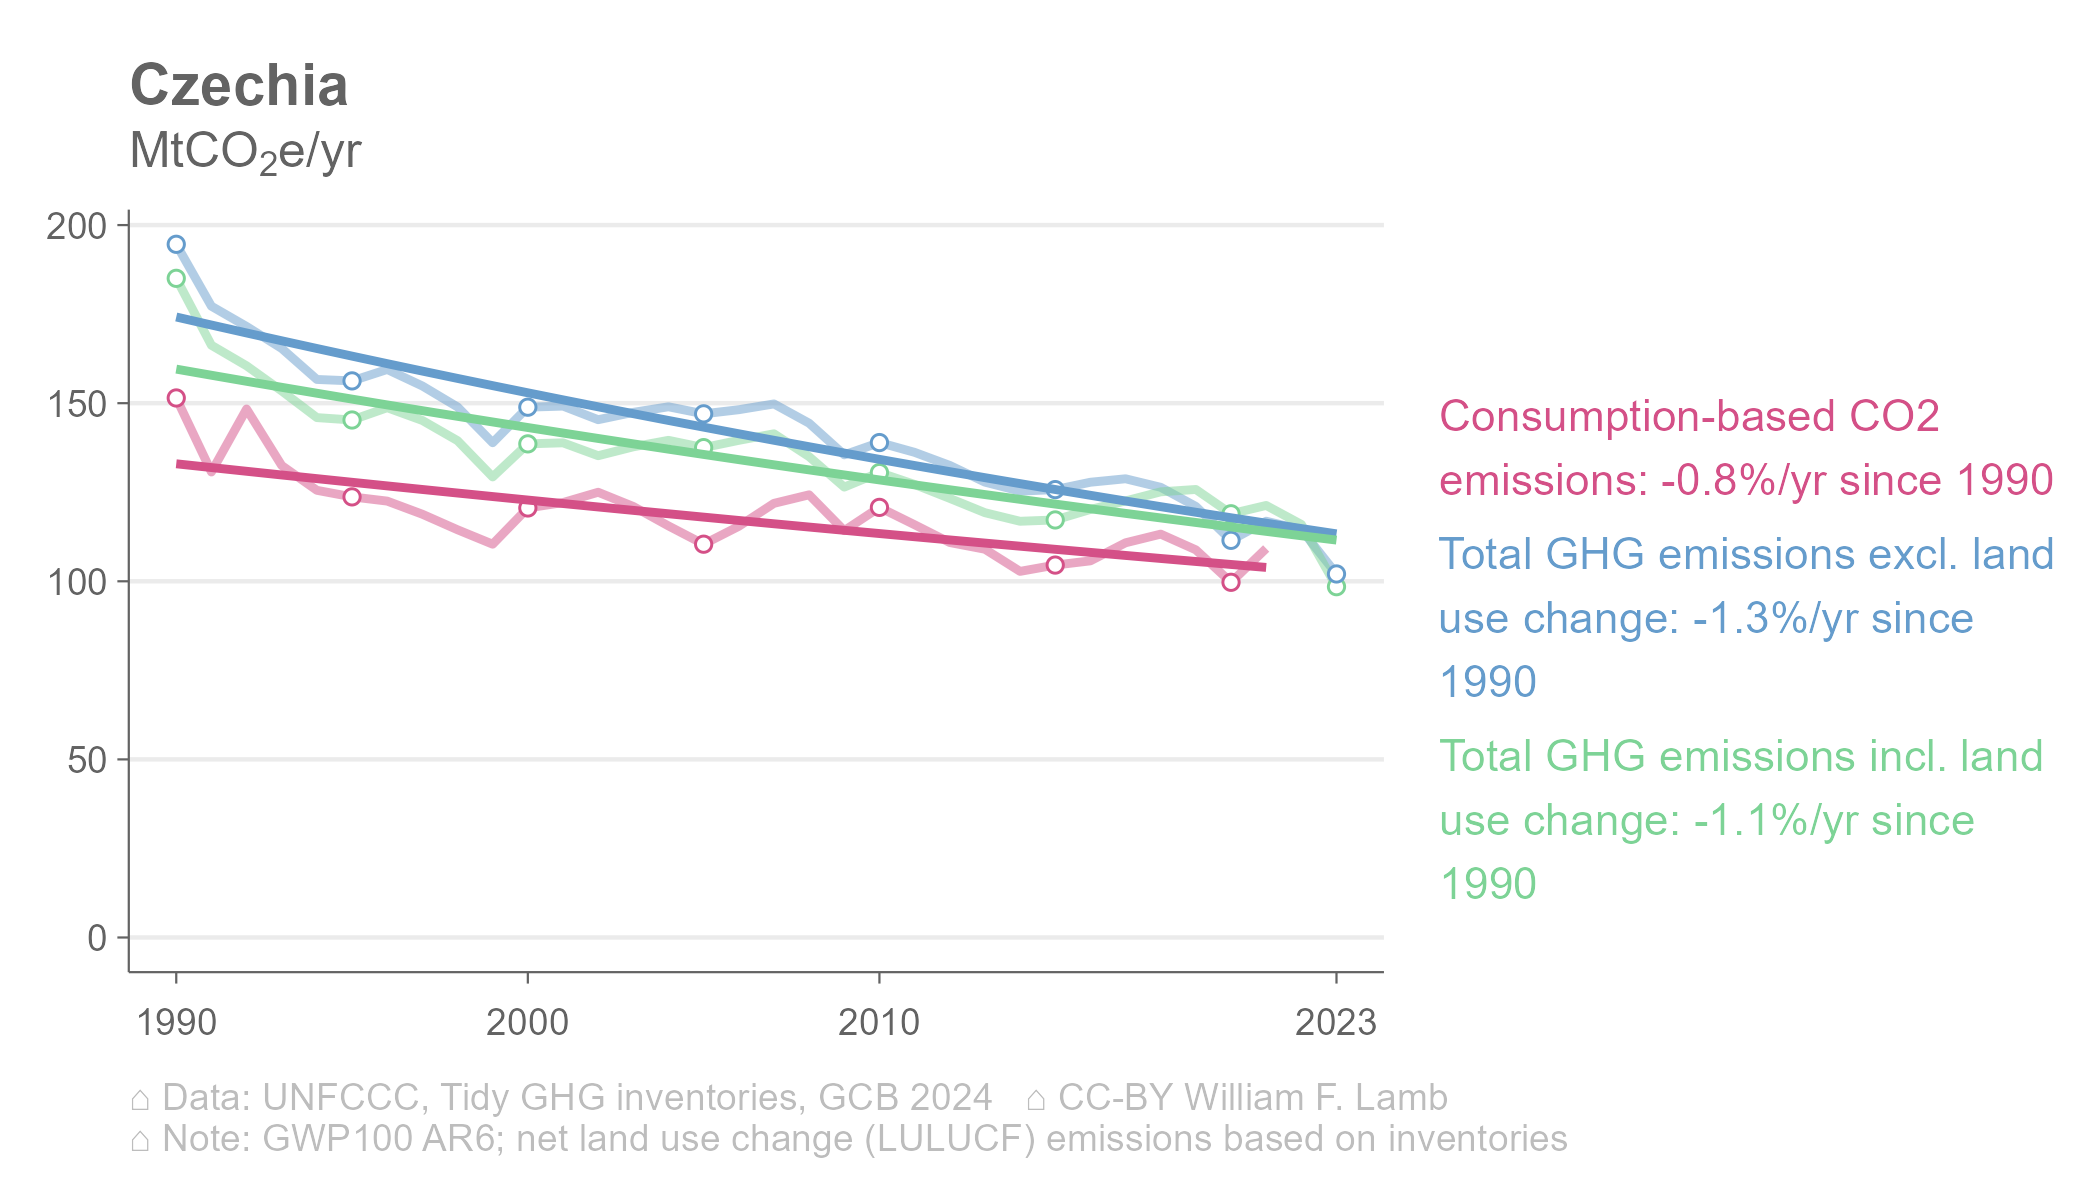 Czechia
MtCO₂e/yr
200
150
100
50
0
1990 2000 2010 2023
Consumption-based CO2
emissions: -0.8%/yr since 1990
Total GHG emissions excl. land
use change: -1.3%/yr since
1990
Total GHG emissions incl. land
use change: -1.1%/yr since
1990
⌂ Data: UNFCCC, Tidy GHG inventories, GCB 2024 ⌂ CC-BY William F. Lamb
⌂ Note: GWP100 AR6; net land use change (LULUCF) emissions based on inventories